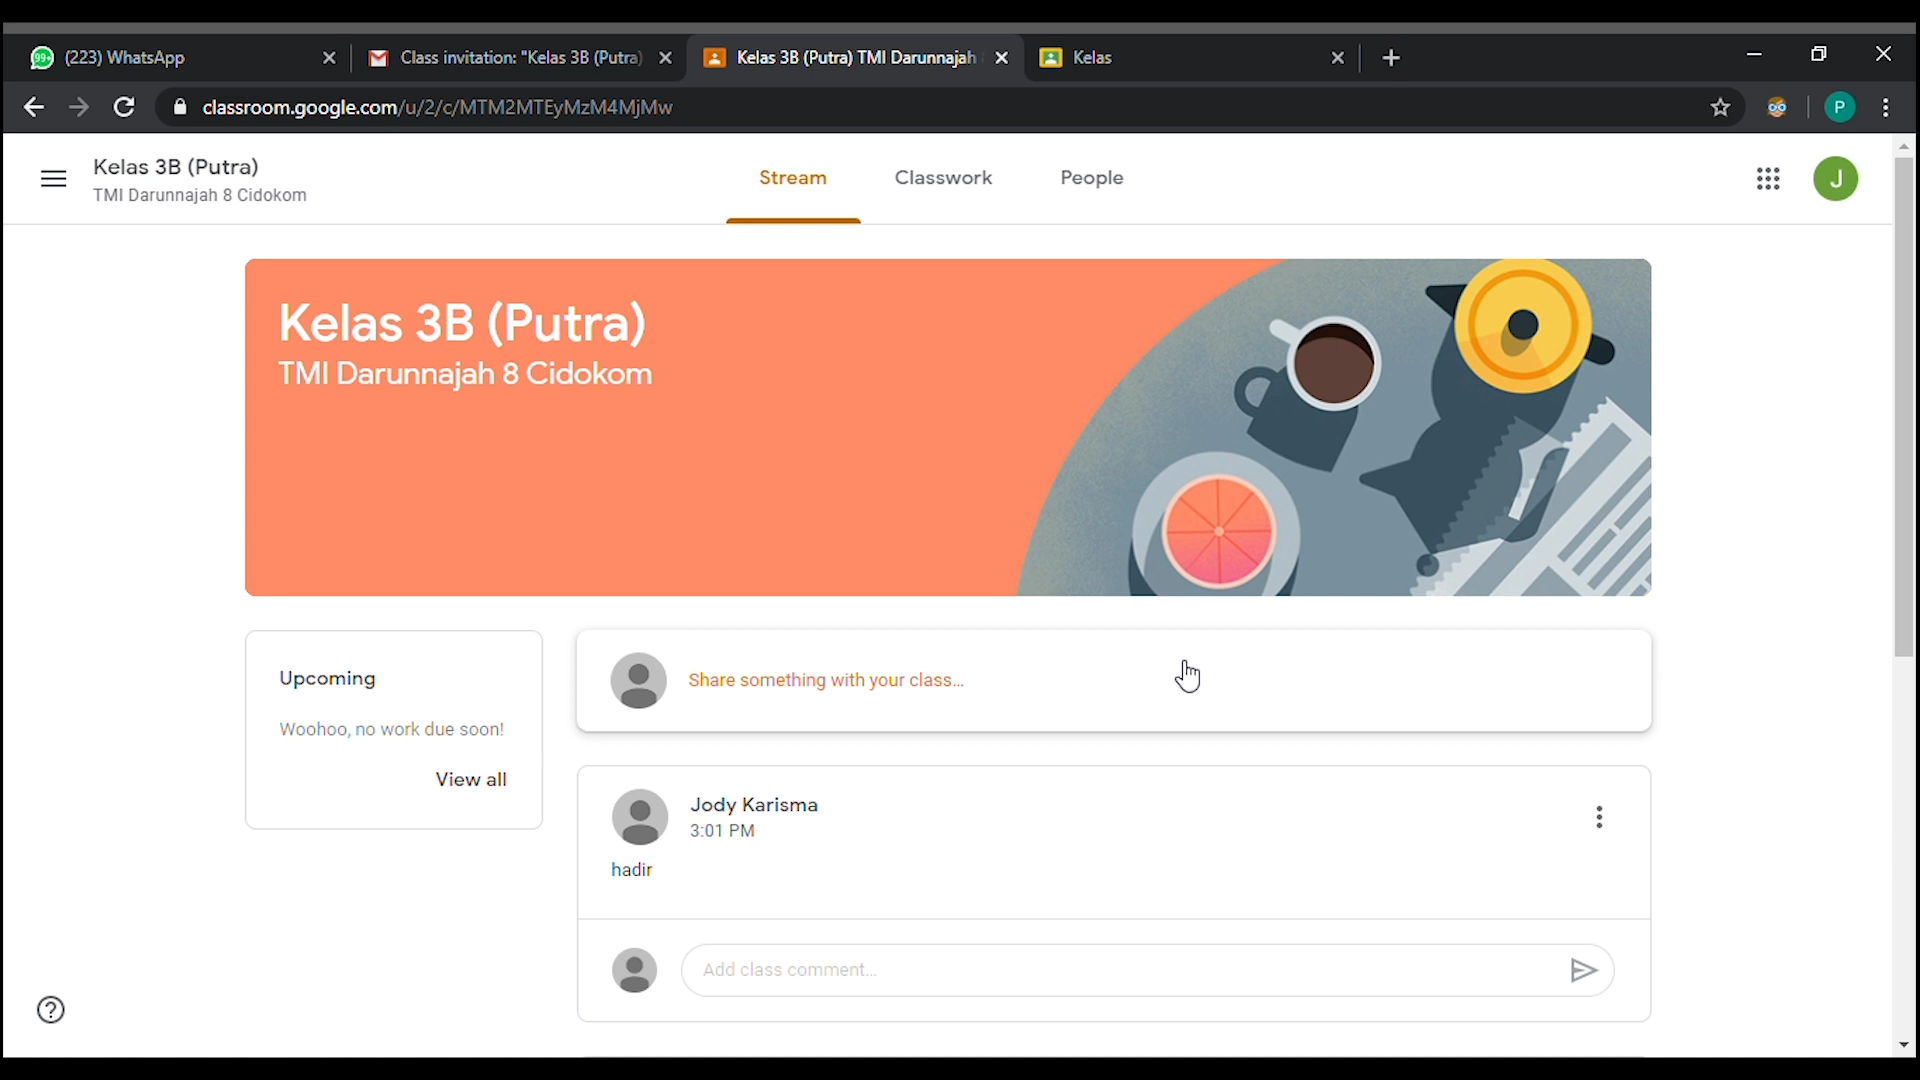 (223) WhatsApp
Class invitation: "Kelas 3B (Putra)
Kelas 3B (Putra) TMI Darunnajah
Kelas
classroom.google.com/u/2/c/MTM2MTEyMzM4MjMw
P
Kelas 3B (Putra)
TMI Darunnajah 8 Cidokom
Stream
Classwork
People
J
Kelas 3B (Putra)
TMI Darunnajah 8 Cidokom
Upcoming
Woohoo, no work due soon!
View all
Share something with your class...
Jody Karisma
3:01 PM
hadir
Add class comment...